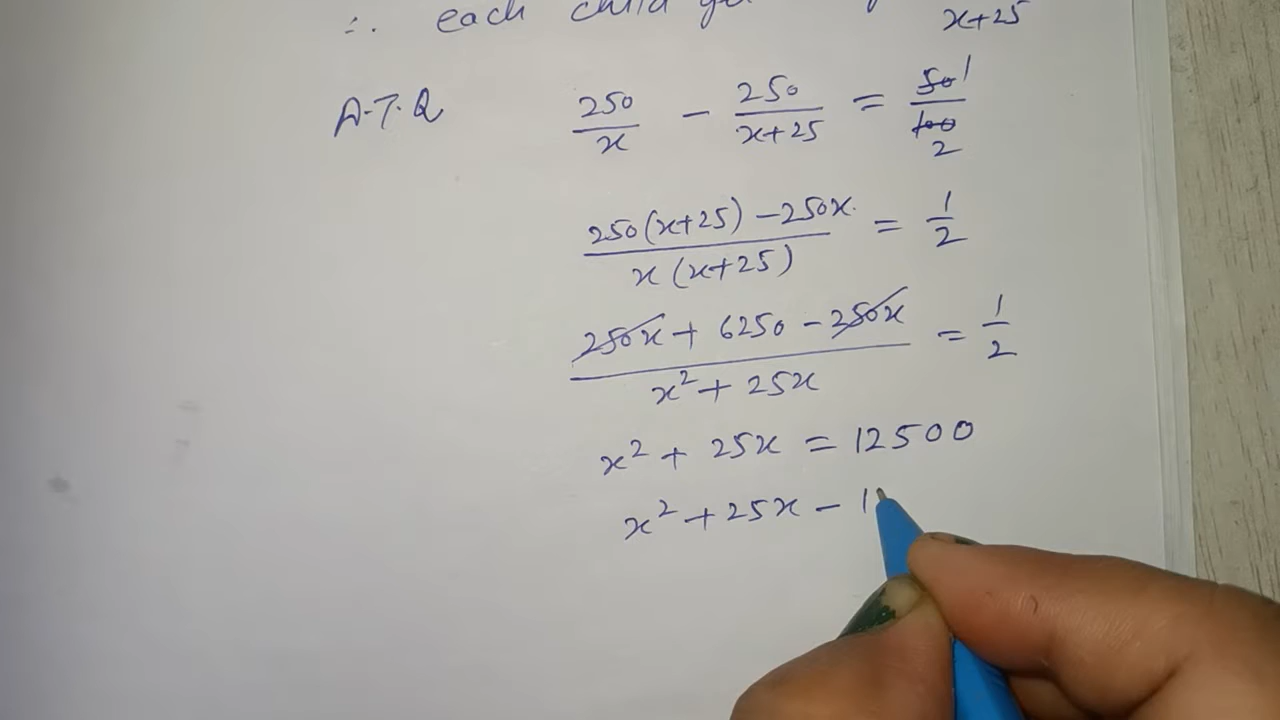 ∴ each child get
x+25
A.T.Q 250/x - 250/x+25 = 50 1/100 2
250(x+25) - 250x. / x(x+25) = 1/2
250x + 6250 - 250x / x² + 25x = 1/2
x² + 25x = 12500
x² + 25x - 1